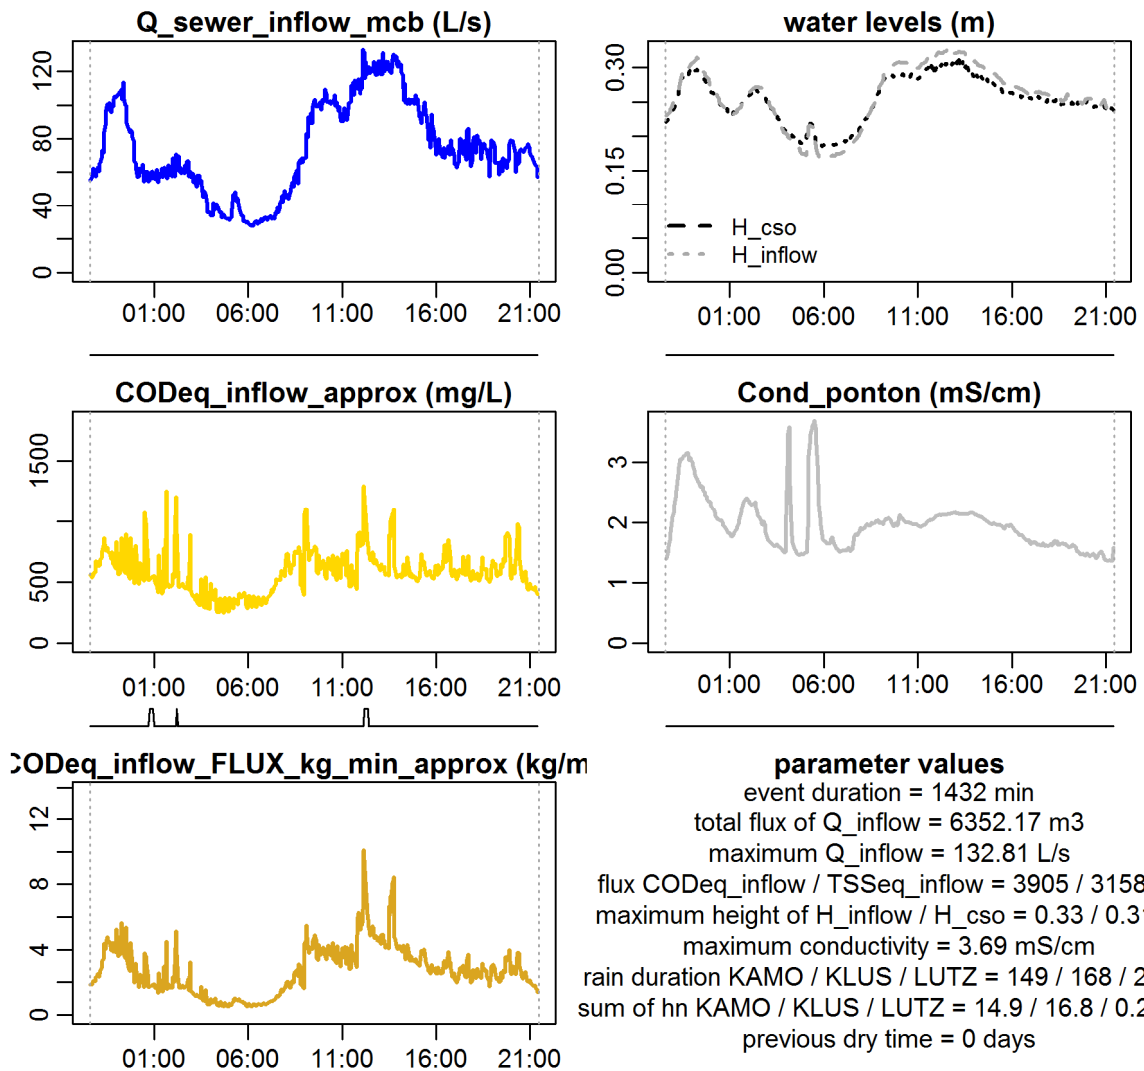 Q_sewer_inflow_mcb (L/s)
0 40 80 120
01:00 06:00 11:00 16:00 21:00
water levels (m)
0.00 0.15 0.30
H_cso
H_inflow
01:00 06:00 11:00 16:00 21:00
CODeq_inflow_approx (mg/L)
0 500 1500
01:00 06:00 11:00 16:00 21:00
Cond_ponton (mS/cm)
0 1 2 3
01:00 06:00 11:00 16:00 21:00
CODeq_inflow_FLUX_kg_min_approx (kg/m
0 4 8 12
01:00 06:00 11:00 16:00 21:00
parameter values
event duration = 1432 min
total flux of Q_inflow = 6352.17 m3
maximum Q_inflow = 132.81 L/s
flux CODeq_inflow / TSSeq_inflow = 3905 / 3158
maximum height of H_inflow / H_cso = 0.33 / 0.31
maximum conductivity = 3.69 mS/cm
rain duration KAMO / KLUS / LUTZ = 149 / 168 / 2
sum of hn KAMO / KLUS / LUTZ = 14.9 / 16.8 / 0.2
previous dry time = 0 days